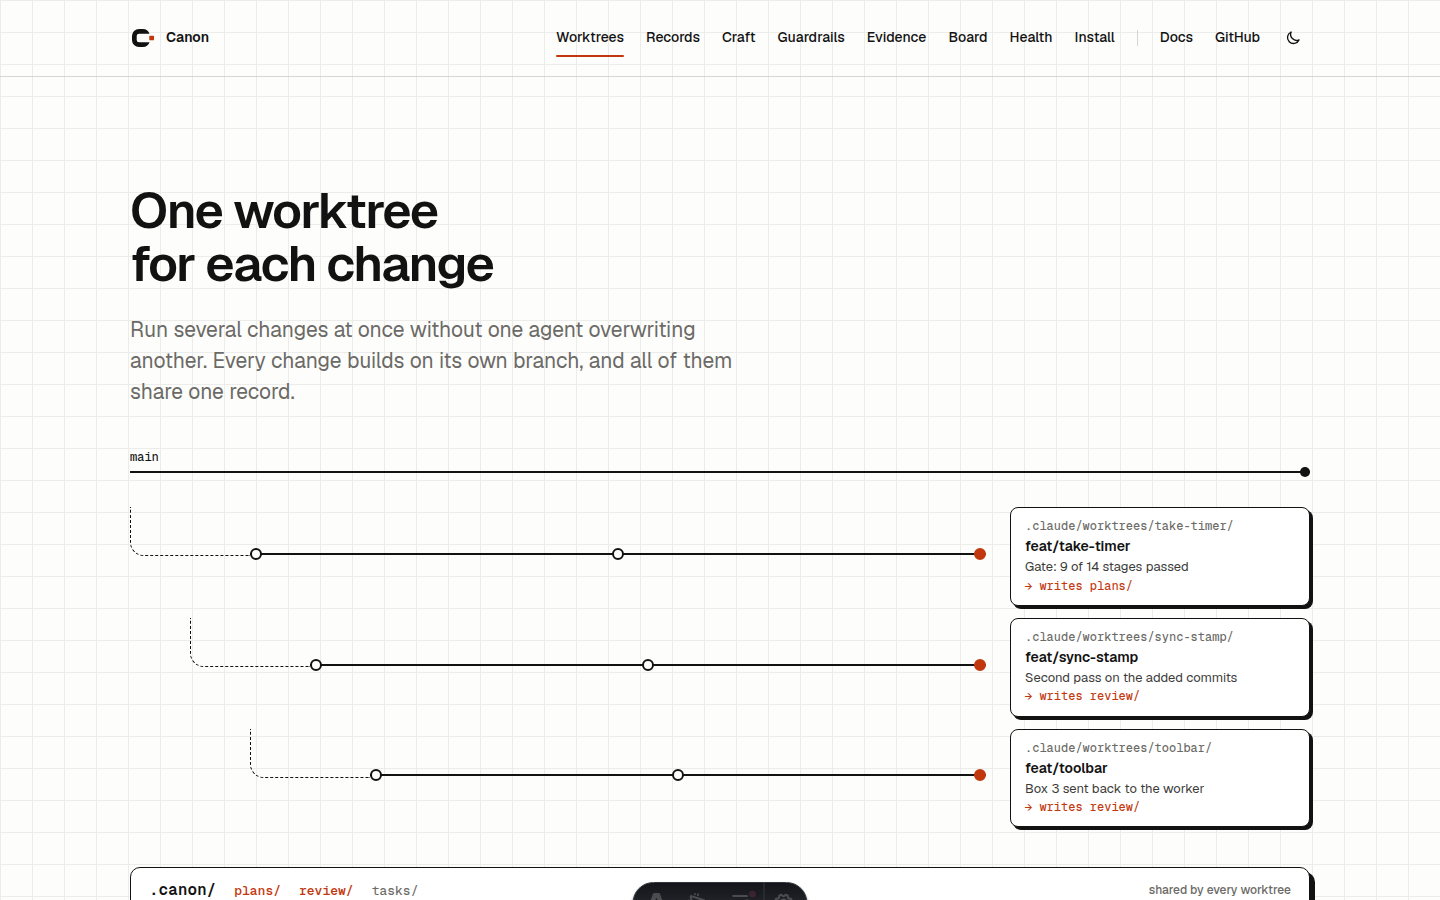 Canon
Worktrees Records Craft Guardrails Evidence Board Health Install Docs GitHub
One worktree
for each change
Run several changes at once without one agent overwriting
another. Every change builds on its own branch, and all of them
share one record.
main
.claude/worktrees/take-timer/
feat/take-timer
Gate: 9 of 14 stages passed
→ writes plans/
.claude/worktrees/sync-stamp/
feat/sync-stamp
Second pass on the added commits
→ writes review/
.claude/worktrees/toolbar/
feat/toolbar
Box 3 sent back to the worker
→ writes review/
.canon/ plans/ review/ tasks/ shared by every worktree